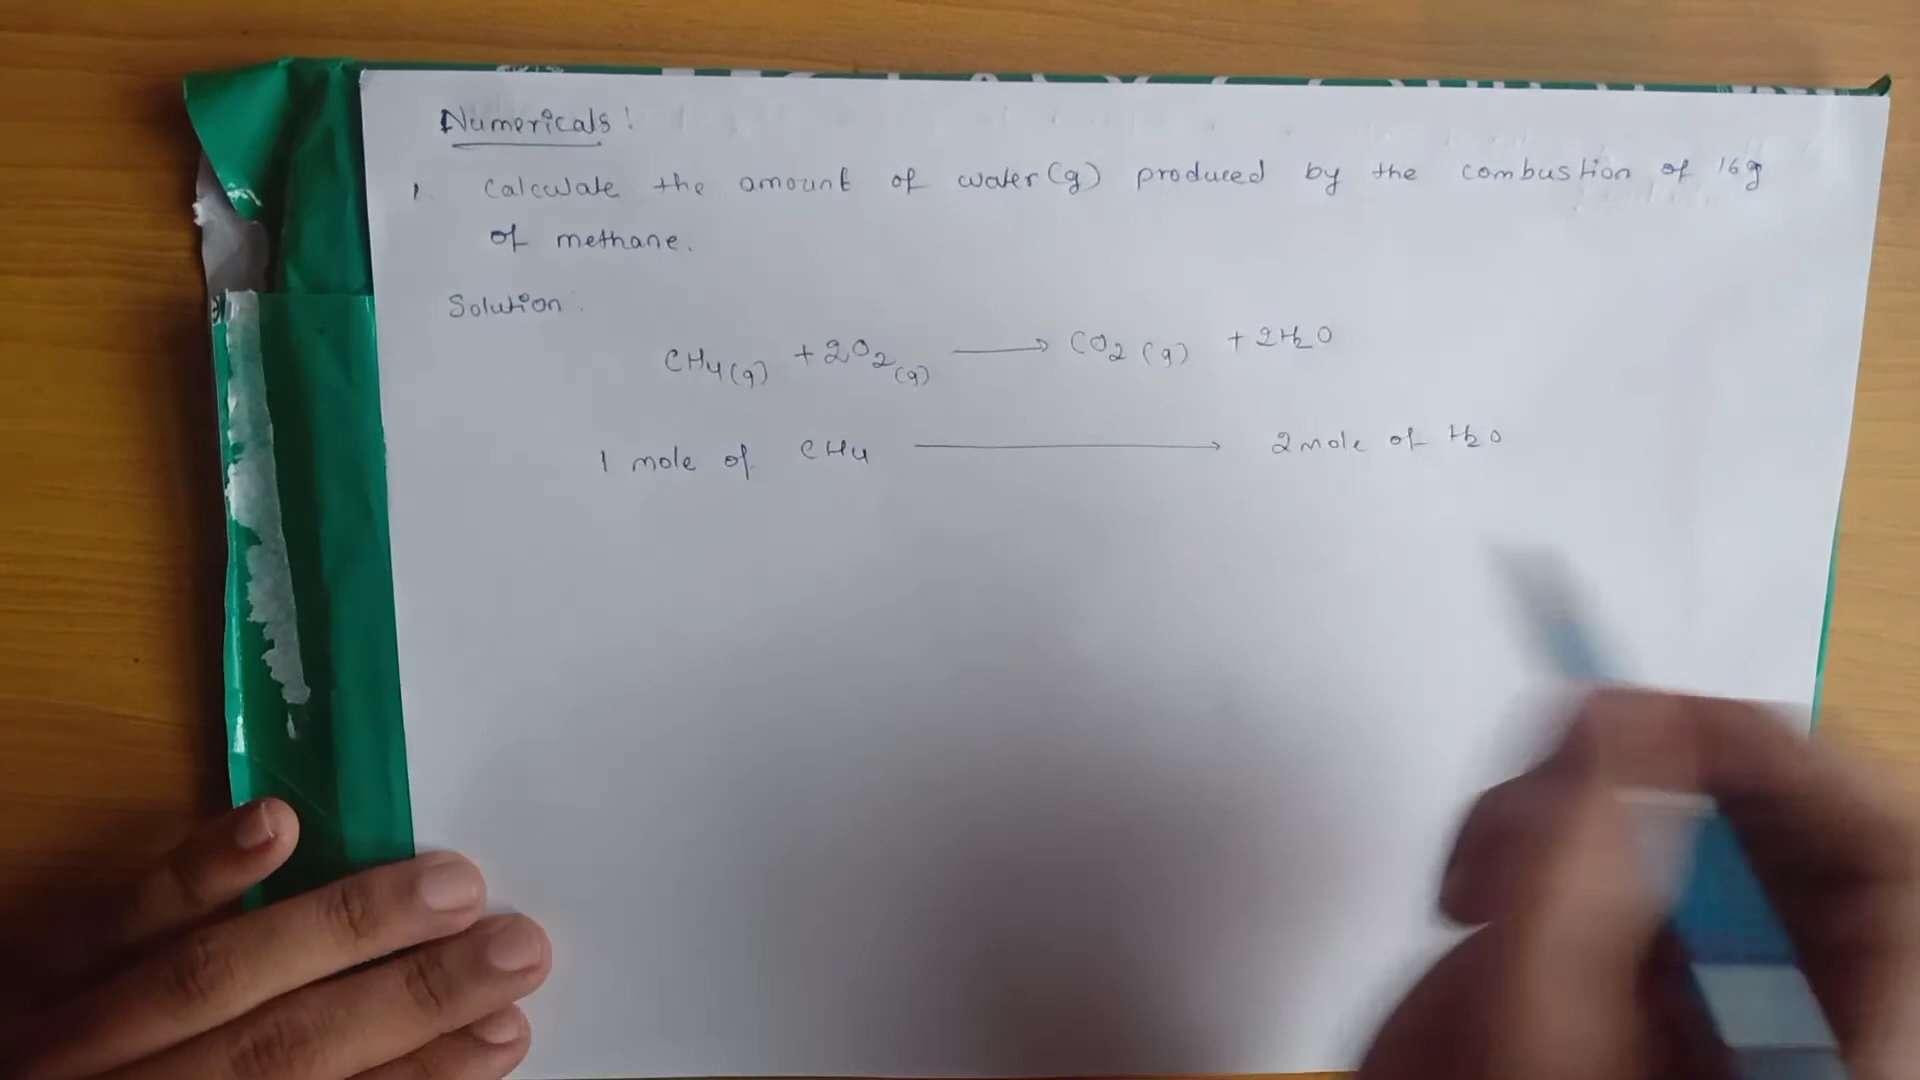 Numericals!
1. Calculate the amount of water (g) produced by the combustion of 16g
of methane.
Solution:
CH4(g) + 2O2(g) ⟶ CO2(g) + 2H2O
1 mole of CH4 ⟶ 2 mole of H2O